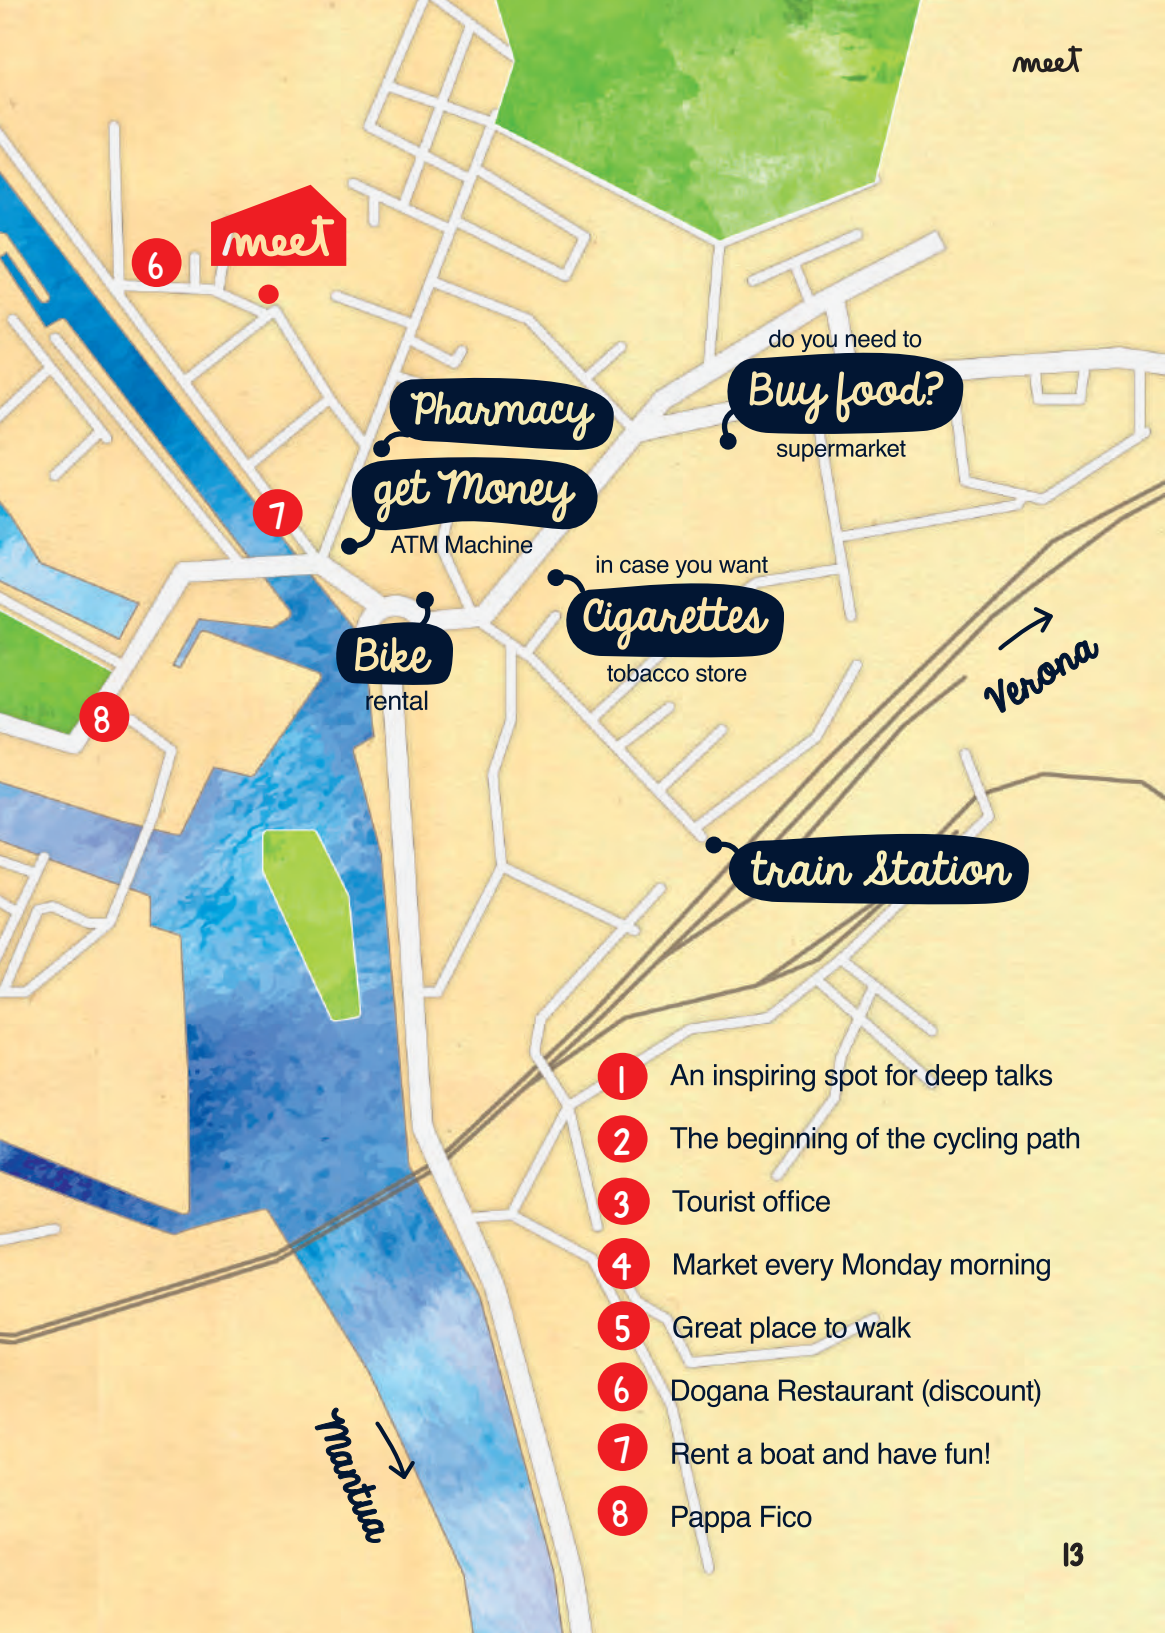 meet
meet
6
do you need to
Buy food?
supermarket
Pharmacy
get Money
ATM Machine
7
in case you want
Cigarettes
tobacco store
Bike
rental
Verona
8
train Station
1 An inspiring spot for deep talks
2 The beginning of the cycling path
3 Tourist office
4 Market every Monday morning
5 Great place to walk
6 Dogana Restaurant (discount)
7 Rent a boat and have fun!
8 Pappa Fico
Mantua
13